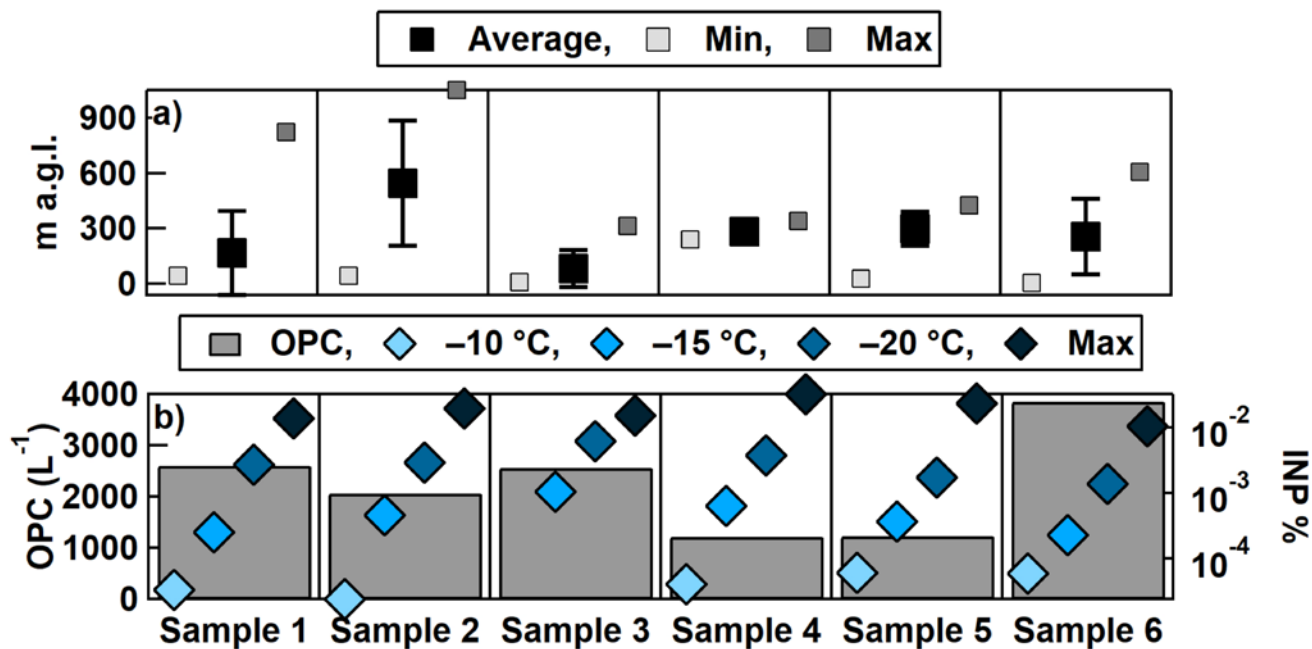 Average, Min, Max
a)
m a.g.l.
900
600
300
0
OPC, –10 °C, –15 °C, –20 °C, Max
b)
OPC (L⁻¹)
4000
3000
2000
1000
0
10⁻²
10⁻³
10⁻⁴
INP %
Sample 1 Sample 2 Sample 3 Sample 4 Sample 5 Sample 6